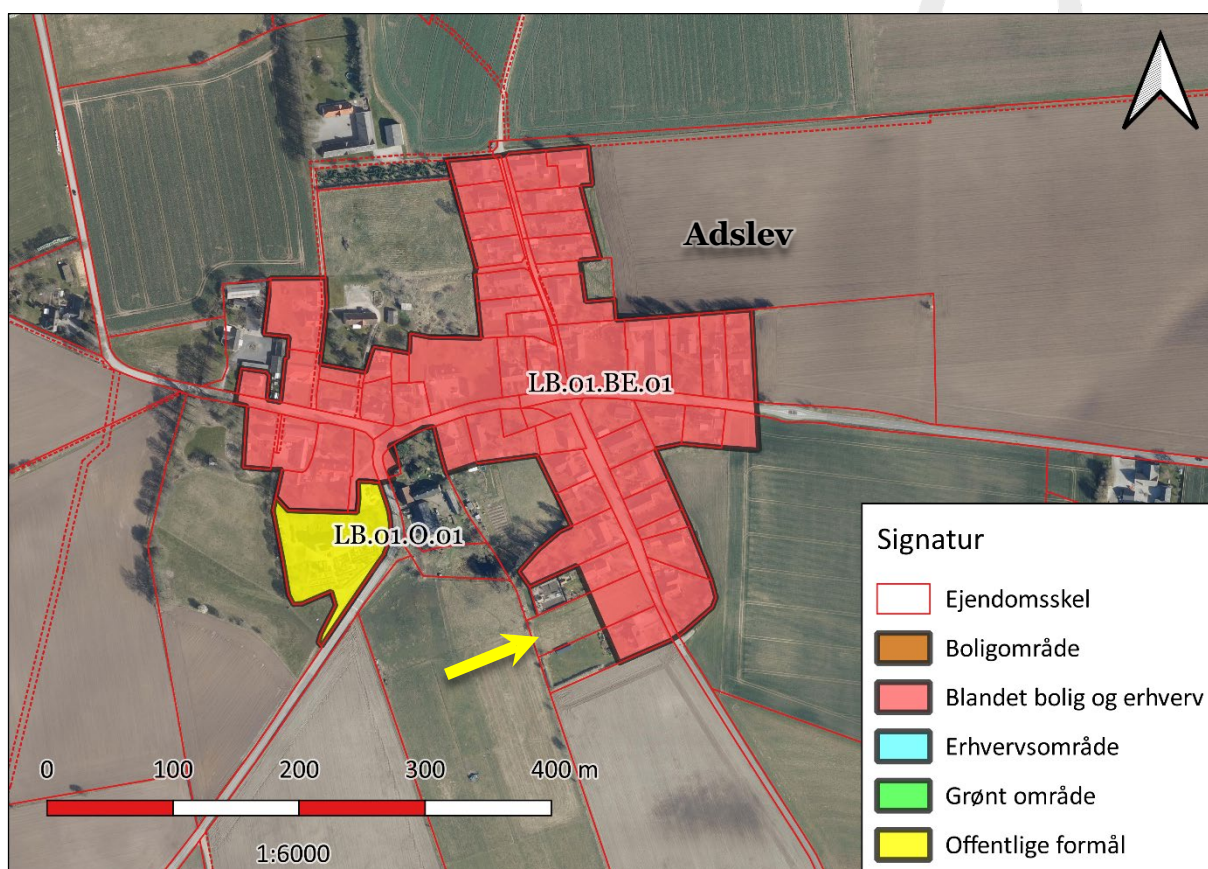 Adslev
LB.01.BE.01
LB.01.O.01
Signatur
Ejendomsskel
Boligområde
Blandet bolig og erhverv
Erhvervsområde
Grønt område
Offentlige formål
0 100 200 300 400 m
1:6000